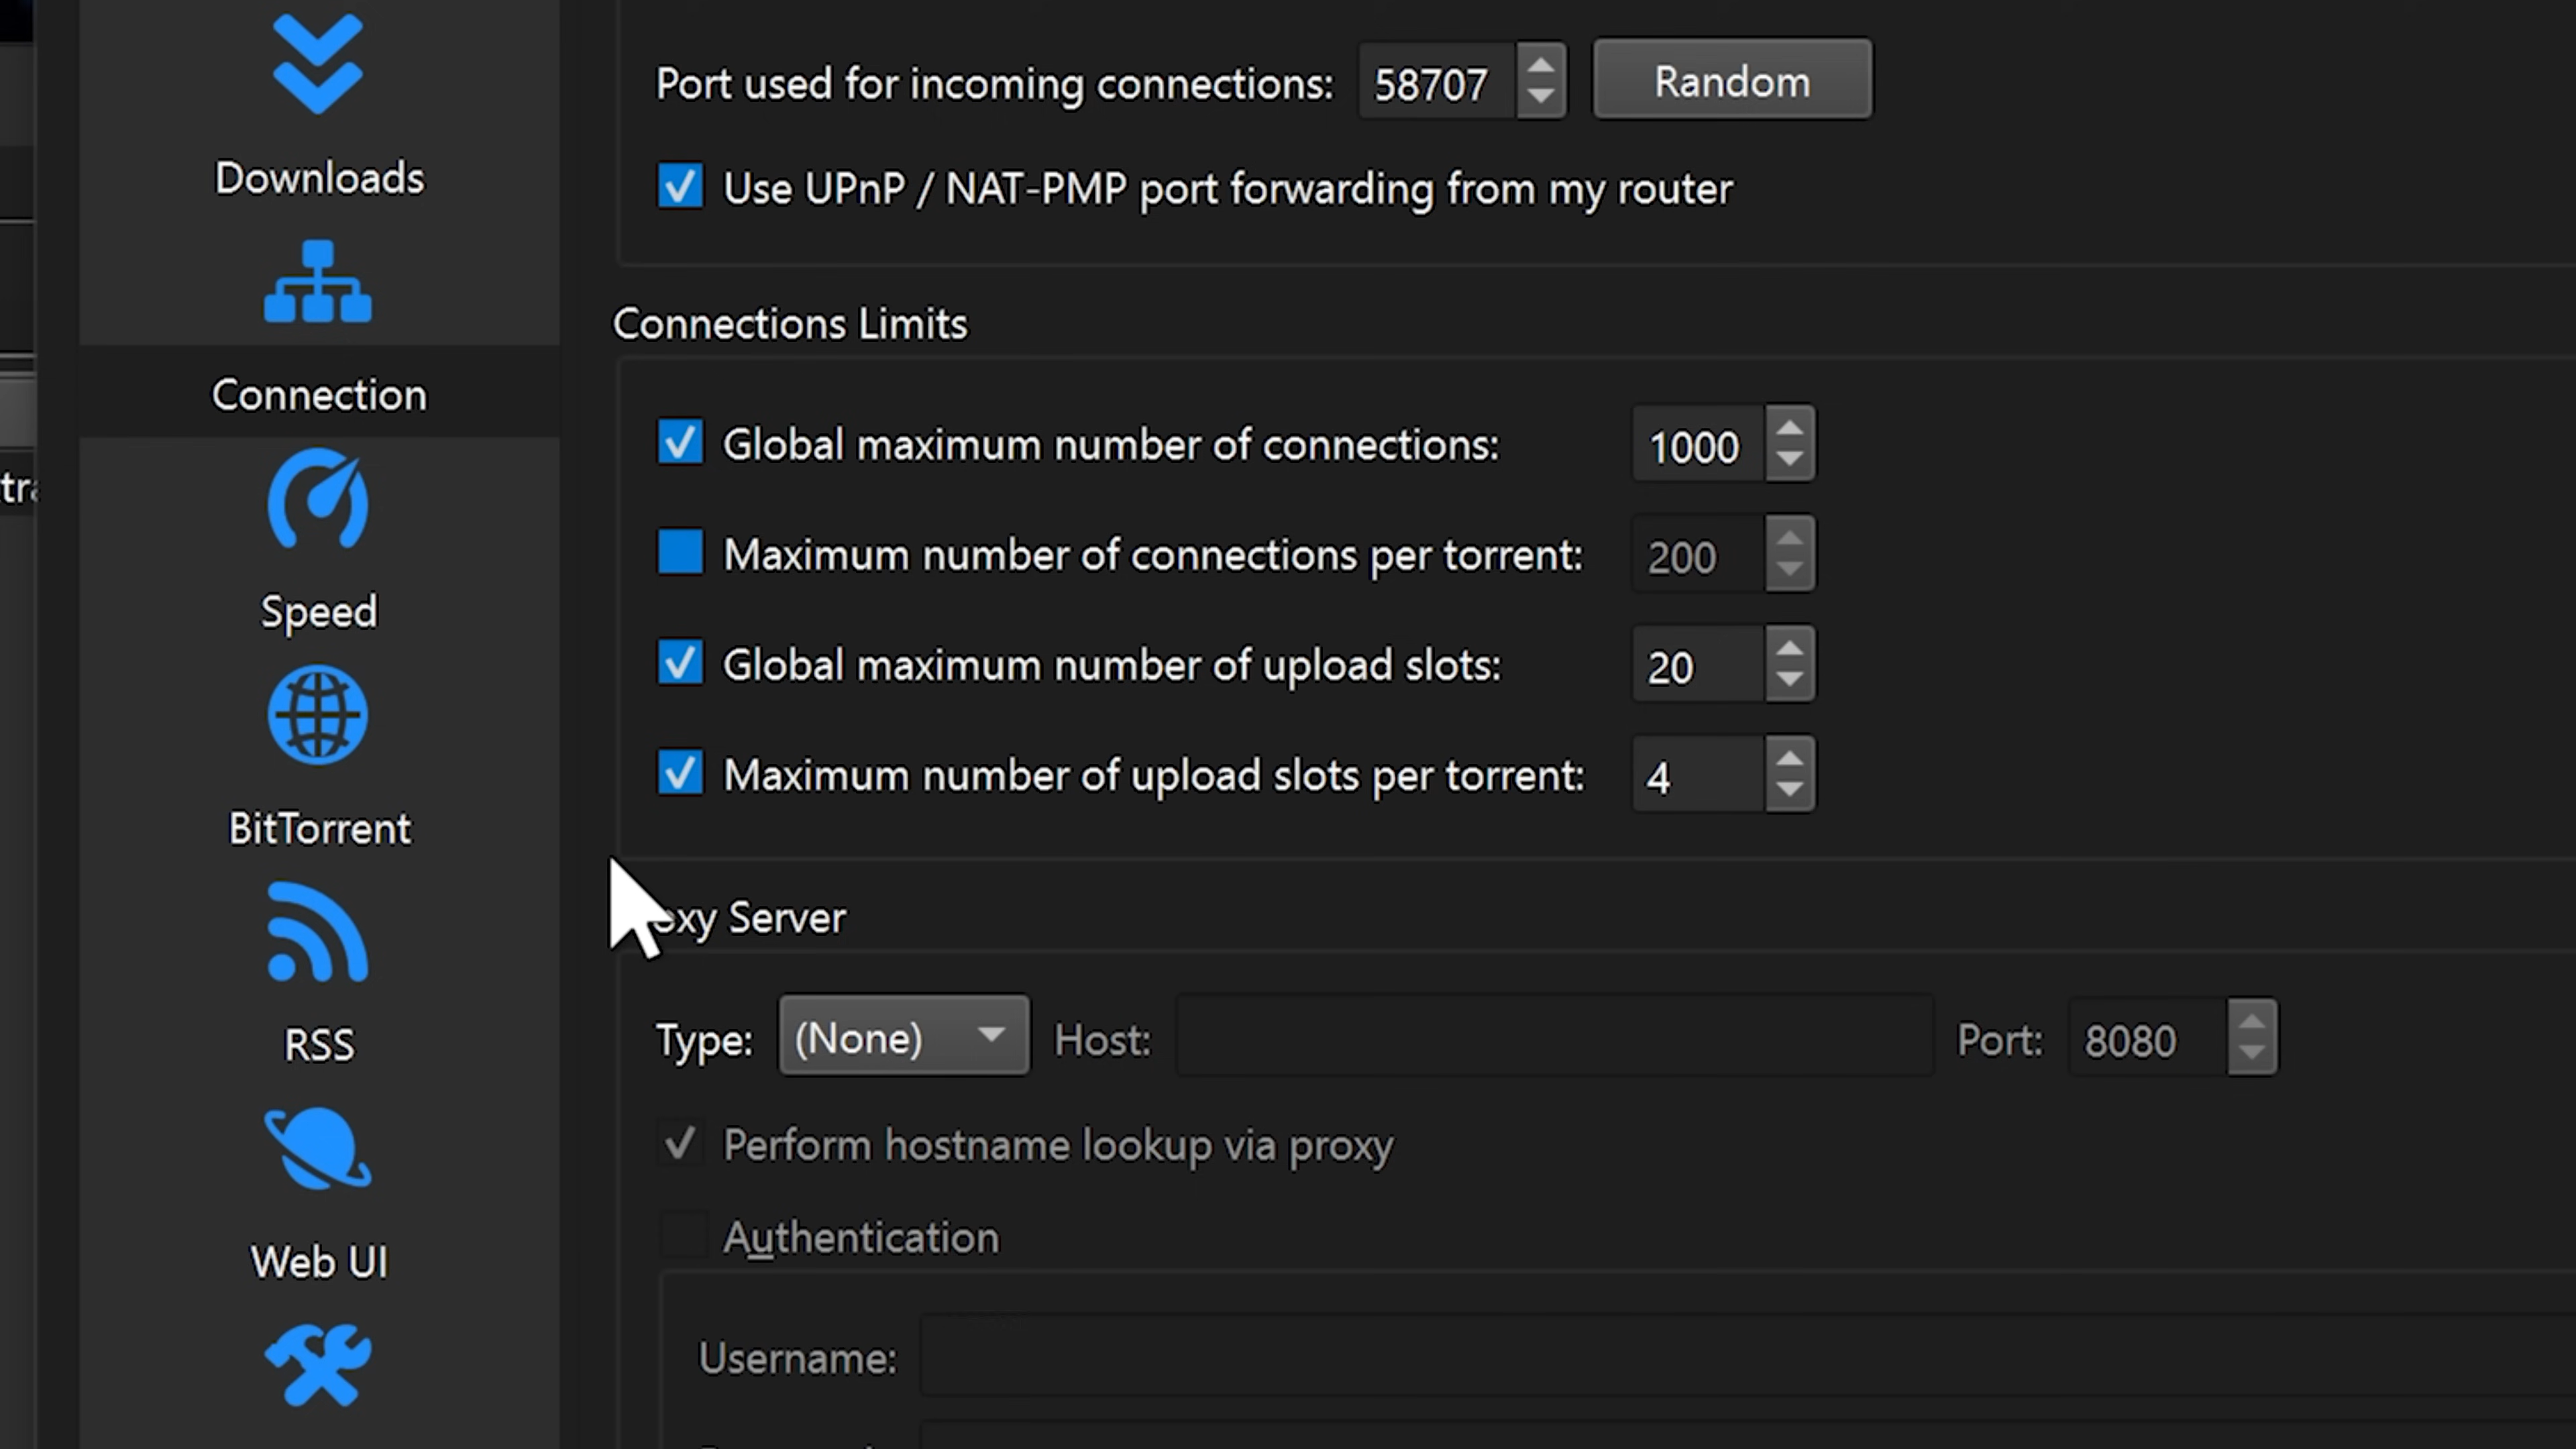 Downloads
Connection
Speed
BitTorrent
RSS
Web UI
Port used for incoming connections: 58707 Random
Use UPnP / NAT-PMP port forwarding from my router
Connections Limits
Global maximum number of connections: 1000
Maximum number of connections per torrent: 200
Global maximum number of upload slots: 20
Maximum number of upload slots per torrent: 4
Server
Type: (None) Host: Port: 8080
Perform hostname lookup via proxy
Authentication
Username: